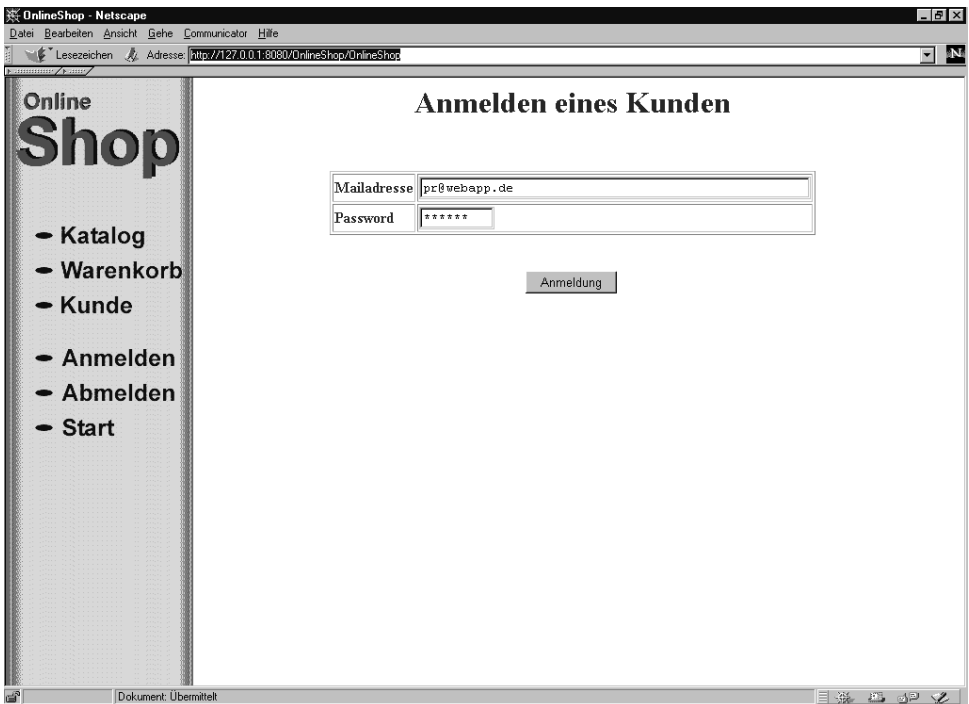 OnlineShop - Netscape
Datei Bearbeiten Ansicht Gehe Communicator Hilfe
Lesezeichen Adresse: http://127.0.0.1:8080/OnlineShop/OnlineShop
N
Online
Shop
Katalog
Warenkorb
Kunde
Anmelden
Abmelden
Start
Anmelden eines Kunden
Mailadresse pr@webapp.de
Password ******
Anmeldung
Dokument: Übermittelt